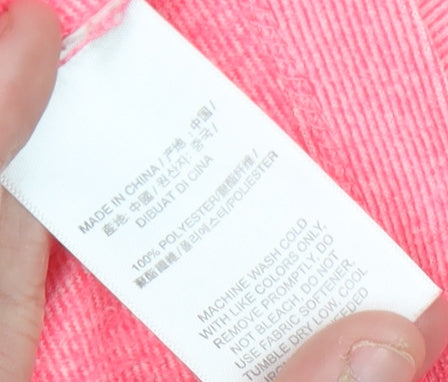 MADE IN CHINA / 产地 : 中国 /
産地: 中國 / 원산지: 중국 /
DIBUAT DI CINA
100% POLYESTER/聚酯纤维 /
聚酯纖維/폴리에스터/POLIESTER
MACHINE WASH COLD
WITH LIKE COLORS ONLY,
REMOVE PROMPTLY, DO
NOT BLEACH, DO NOT
USE FABRIC SOFTENER,
TUMBLE DRY LOW, COOL